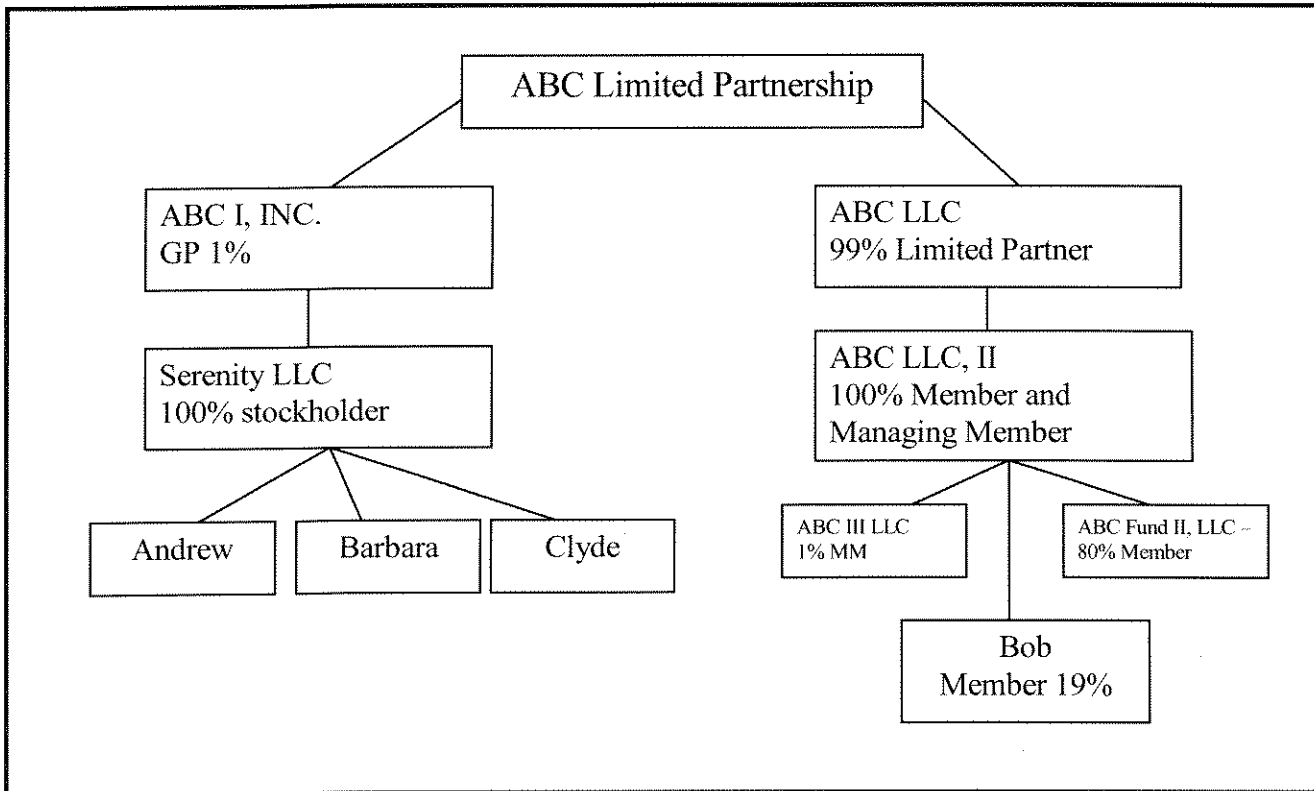 ABC Limited Partnership
ABC I, INC.
GP 1%
ABC LLC
99% Limited Partner
Serenity LLC
100% stockholder
ABC LLC, II
100% Member and
Managing Member
Andrew
Barbara
Clyde
ABC III LLC
1% MM
ABC Fund II, LLC –
80% Member
Bob
Member 19%